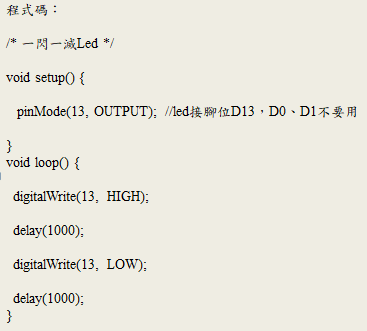 程式碼：
/* 一閃一滅Led */
void setup() {
pinMode(13, OUTPUT); //led接腳位D13，D0、D1不要用
}
void loop() {
digitalWrite(13, HIGH);
delay(1000);
digitalWrite(13, LOW);
delay(1000);
}